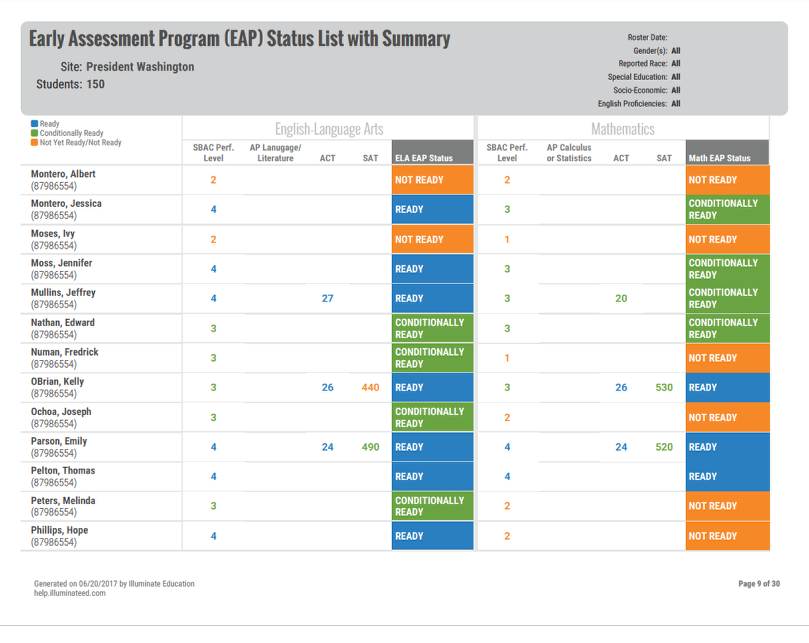 Early Assessment Program (EAP) Status List with Summary
Site: President Washington
Students: 150
Roster Date:
Gender(s): All
Reported Race: All
Special Education: All
Socio-Economic: All
English Proficiencies: All
Ready
Conditionally Ready
Not Yet Ready/Not Ready
English-Language Arts Mathematics
SBAC Perf. Level AP Lanugage/ Literature ACT SAT ELA EAP Status SBAC Perf. Level AP Calculus or Statistics ACT SAT Math EAP Status
Montero, Albert 2 NOT READY 2 NOT READY
(87986554)
Montero, Jessica 4 READY 3 CONDITIONALLY READY
(87986554)
Moses, Ivy 2 NOT READY 1 NOT READY
(87986554)
Moss, Jennifer 4 READY 3 CONDITIONALLY READY
(87986554)
Mullins, Jeffrey 4 27 READY 3 20 CONDITIONALLY READY
(87986554)
Nathan, Edward 3 CONDITIONALLY READY 3 CONDITIONALLY READY
(87986554)
Numan, Fredrick 3 CONDITIONALLY READY 1 NOT READY
(87986554)
OBrian, Kelly 3 26 440 READY 3 26 530 READY
(87986554)
Ochoa, Joseph 3 CONDITIONALLY READY 2 NOT READY
(87986554)
Parson, Emily 4 24 490 READY 4 24 520 READY
(87986554)
Pelton, Thomas 4 READY 4 READY
(87986554)
Peters, Melinda 3 CONDITIONALLY READY 2 NOT READY
(87986554)
Phillips, Hope 4 READY 2 NOT READY
(87986554)
Generated on 06/20/2017 by Illuminate Education
help.illuminateed.com
Page 9 of 30